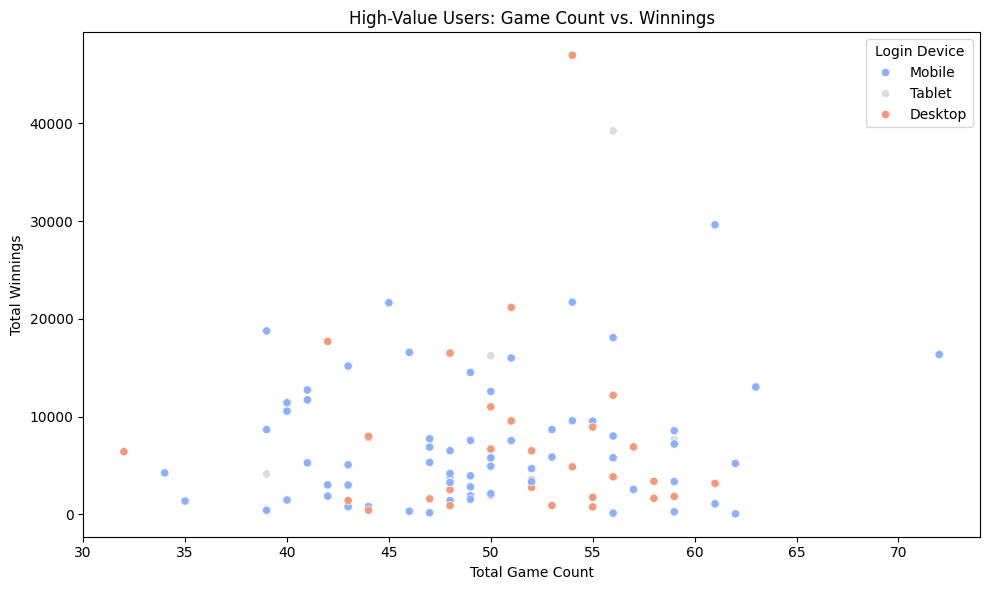 High-Value Users: Game Count vs. Winnings
Login Device
Mobile
Tablet
Desktop
Total Winnings
40000
30000
20000
10000
0
30 35 40 45 50 55 60 65 70
Total Game Count